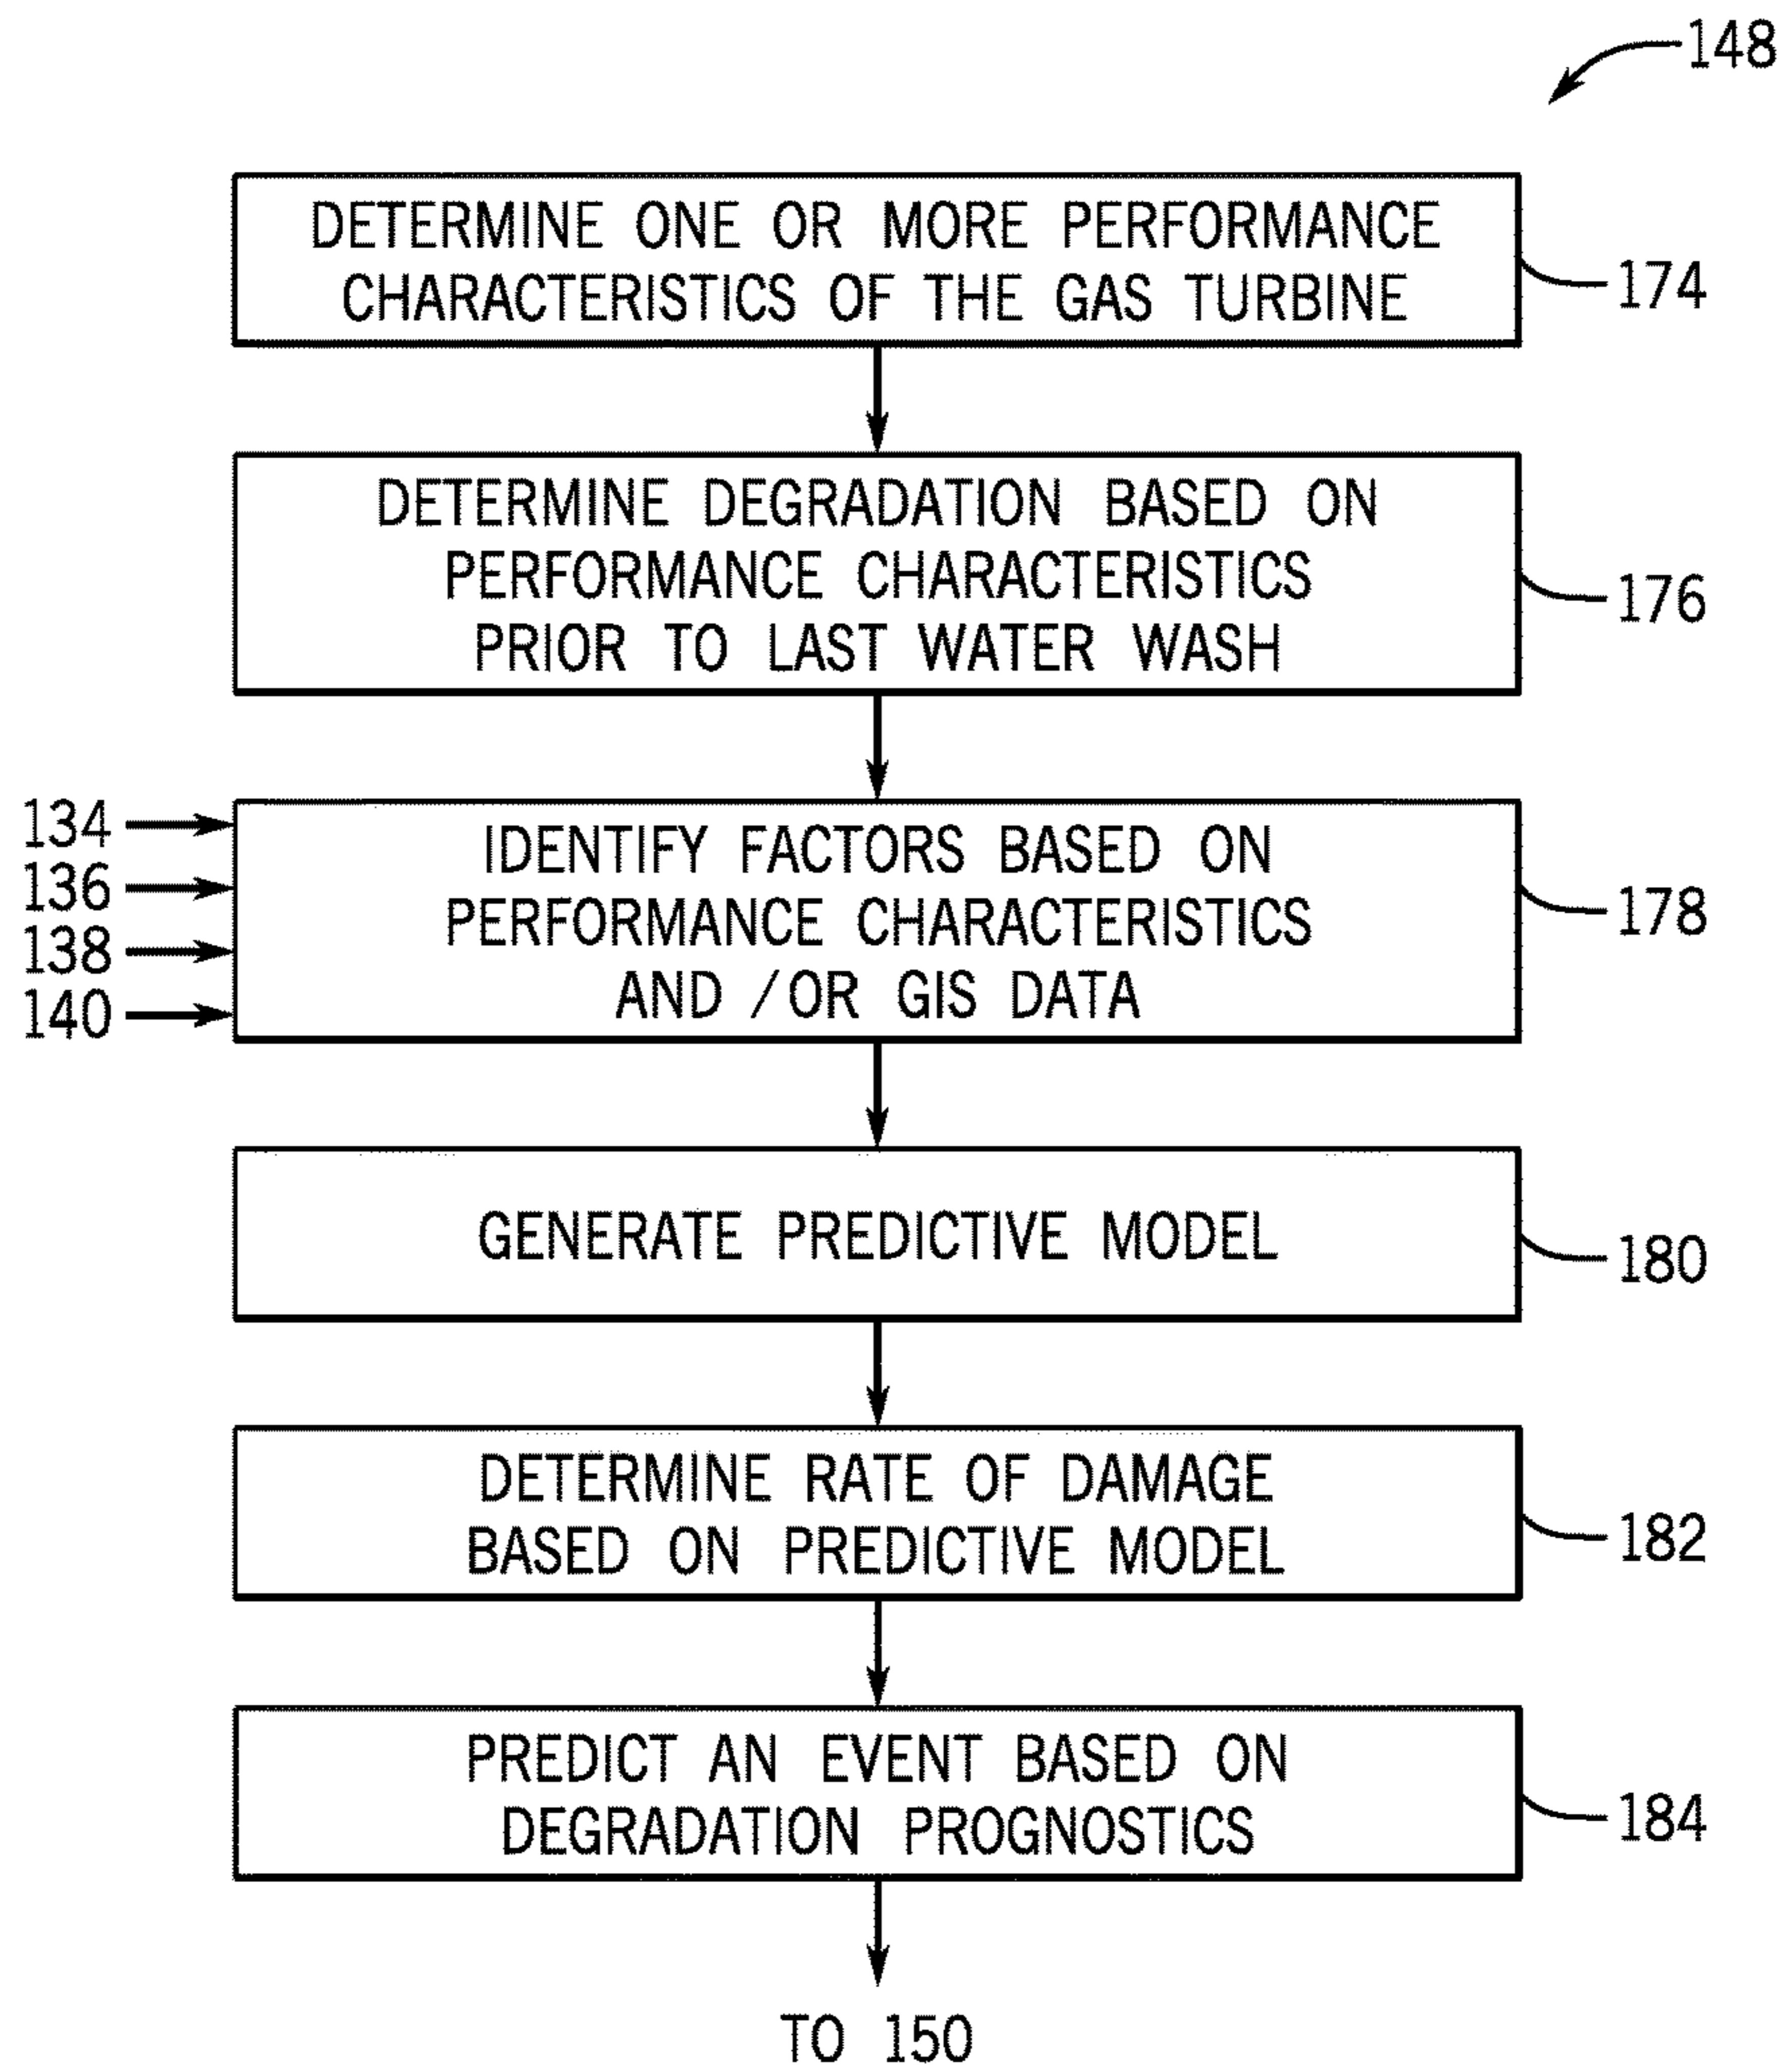 148
DETERMINE ONE OR MORE PERFORMANCE
CHARACTERISTICS OF THE GAS TURBINE
174
DETERMINE DEGRADATION BASED ON
PERFORMANCE CHARACTERISTICS
PRIOR TO LAST WATER WASH
176
134
136
138
140
IDENTIFY FACTORS BASED ON
PERFORMANCE CHARACTERISTICS
AND /OR GIS DATA
178
GENERATE PREDICTIVE MODEL
180
DETERMINE RATE OF DAMAGE
BASED ON PREDICTIVE MODEL
182
PREDICT AN EVENT BASED ON
DEGRADATION PROGNOSTICS
184
TO 150